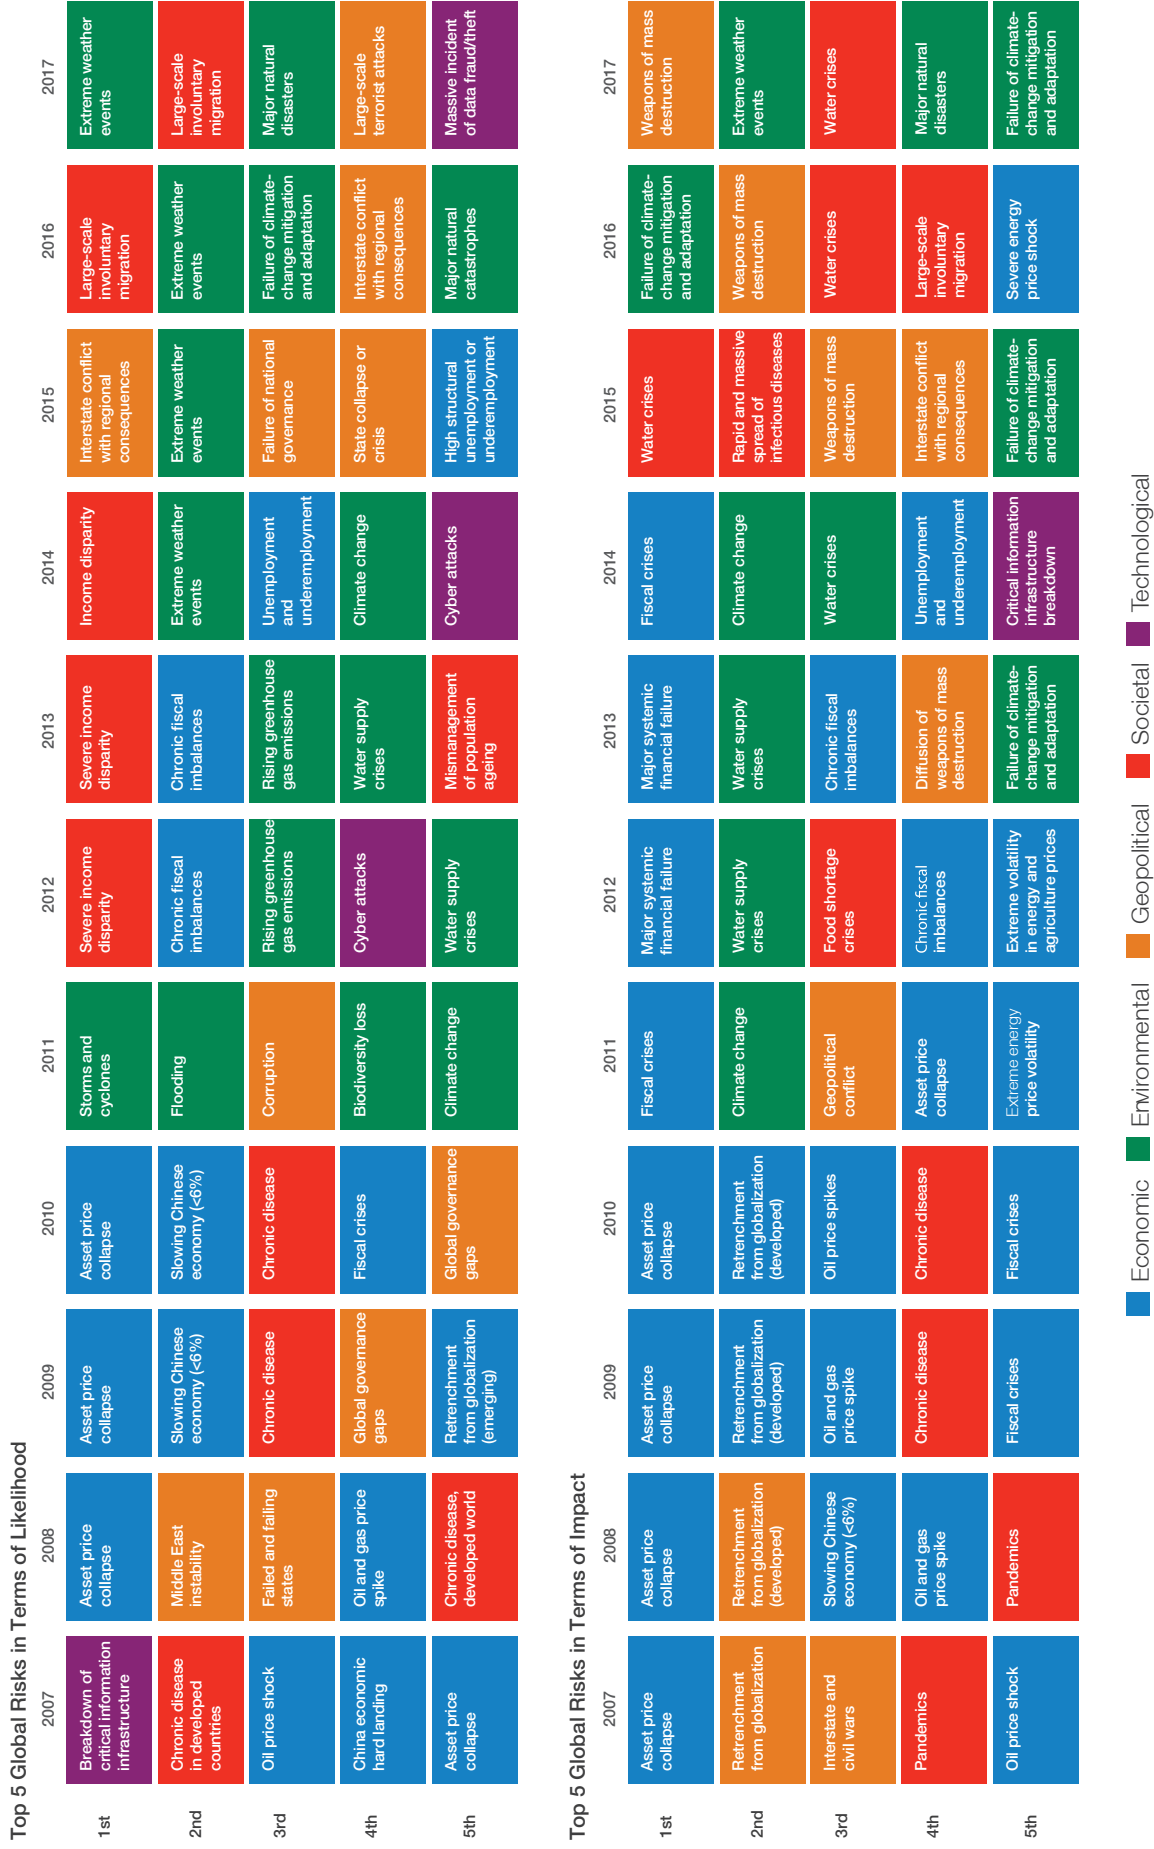 Top 5 Global Risks in Terms of Likelihood
2007
2008
2009
2010
2011
2012
2013
2014
2015
2016
2017
1st
Breakdown of
critical information
infrastructure
Asset price
collapse
Asset price
collapse
Asset price
collapse
Storms and
cyclones
Severe income
disparity
Severe income
disparity
Income disparity
Interstate conflict
with regional
consequences
Large-scale
involuntary
migration
Extreme weather
events
2nd
Chronic disease
in developed
countries
Middle East
instability
Slowing Chinese
economy (<6%)
Slowing Chinese
economy (<6%)
Flooding
Chronic fiscal
imbalances
Chronic fiscal
imbalances
Extreme weather
events
Extreme weather
events
Extreme weather
events
Large-scale
involuntary
migration
3rd
Oil price shock
Failed and failing
states
Chronic disease
Chronic disease
Corruption
Rising greenhouse
gas emissions
Rising greenhouse
gas emissions
Unemployment
and
underemployment
Failure of national
governance
Failure of climate-
change mitigation
and adaptation
Major natural
disasters
4th
China economic
hard landing
Oil and gas price
spike
Global governance
gaps
Fiscal crises
Biodiversity loss
Cyber attacks
Water supply
crises
Climate change
State collapse or
crisis
Interstate conflict
with regional
consequences
Large-scale
terrorist attacks
5th
Asset price
collapse
Chronic disease,
developed world
Retrenchment
from globalization
(emerging)
Global governance
gaps
Climate change
Water supply
crises
Mismanagement
of population
ageing
Cyber attacks
High structural
unemployment or
underemployment
Major natural
catastrophes
Massive incident
of data fraud/theft
Top 5 Global Risks in Terms of Impact
2007
2008
2009
2010
2011
2012
2013
2014
2015
2016
2017
1st
Asset price
collapse
Asset price
collapse
Asset price
collapse
Asset price
collapse
Fiscal crises
Major systemic
financial failure
Major systemic
financial failure
Fiscal crises
Water crises
Failure of climate-
change mitigation
and adaptation
Weapons of mass
destruction
2nd
Retrenchment
from globalization
Retrenchment
from globalization
(developed)
Retrenchment
from globalization
(developed)
Retrenchment
from globalization
(developed)
Climate change
Water supply
crises
Water supply
crises
Climate change
Rapid and massive
spread of
infectious diseases
Weapons of mass
destruction
Extreme weather
events
3rd
Interstate and
civil wars
Slowing Chinese
economy (<6%)
Oil and gas
price spike
Oil price spikes
Geopolitical
conflict
Food shortage
crises
Chronic fiscal
imbalances
Water crises
Weapons of mass
destruction
Water crises
Water crises
4th
Pandemics
Oil and gas
price spike
Chronic disease
Chronic disease
Asset price
collapse
Chronic fiscal
imbalances
Diffusion of
weapons of mass
destruction
Unemployment
and
underemployment
Interstate conflict
with regional
consequences
Large-scale
involuntary
migration
Major natural
disasters
5th
Oil price shock
Pandemics
Fiscal crises
Fiscal crises
Extreme energy
price volatility
Extreme volatility
in energy and
agriculture prices
Failure of climate-
change mitigation
and adaptation
Critical information
infrastructure
breakdown
Failure of climate-
change mitigation
and adaptation
Severe energy
price shock
Failure of climate-
change mitigation
and adaptation
Economic
Environmental
Geopolitical
Societal
Technological